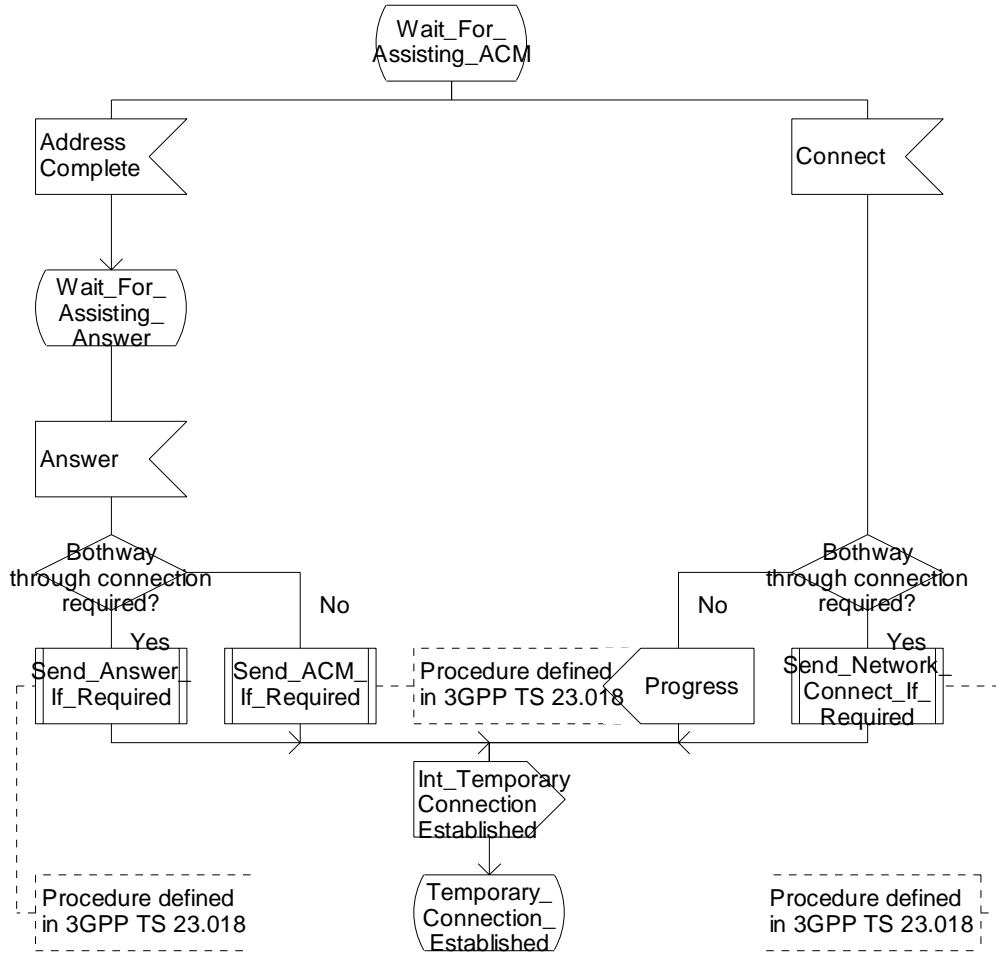 Wait_For_
Assisting_ACM
Address
Complete
Connect
Wait_For_
Assisting_
Answer
Answer
Bothway
through connection
required?
Bothway
through connection
required?
No
No
Yes
Yes
Send_Answer_
If_Required
Send_ACM_
If_Required
Procedure defined
in 3GPP TS 23.018
Progress
Send_Network_
Connect_If_
Required
Int_Temporary
Connection
Established
Procedure defined
in 3GPP TS 23.018
Temporary_
Connection_
Established
Procedure defined
in 3GPP TS 23.018